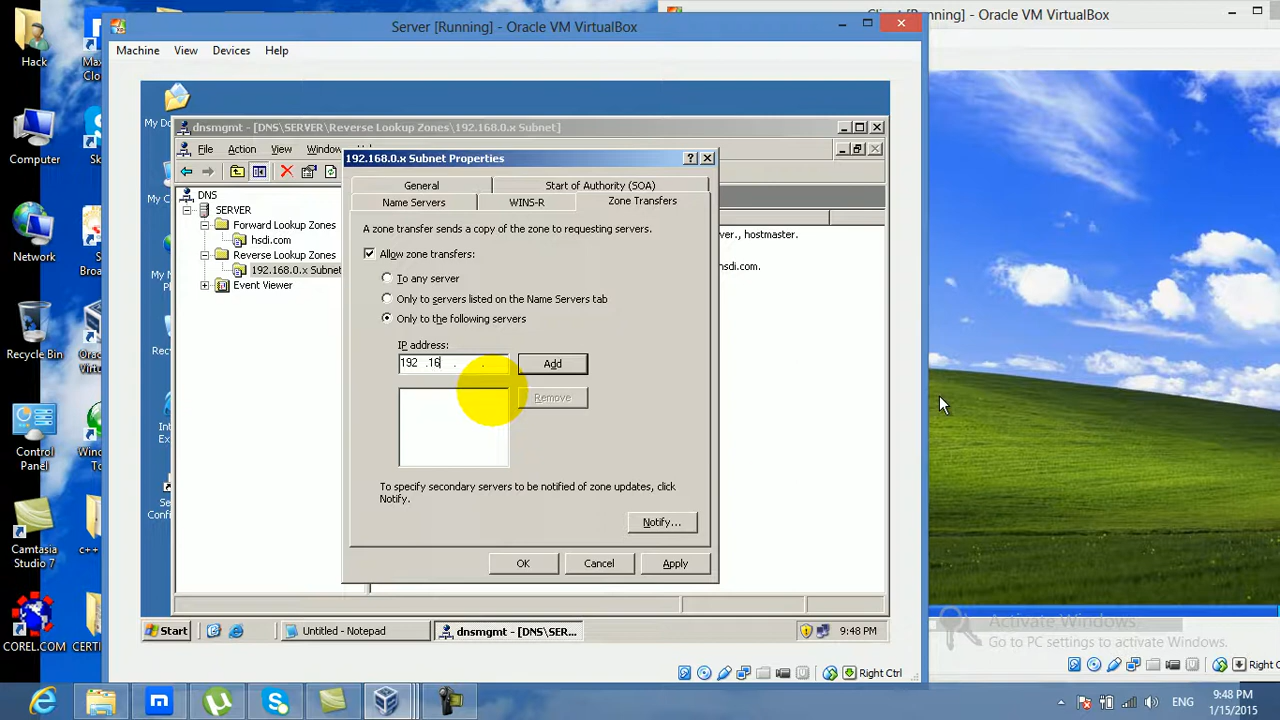 Server [Running] - Oracle VM VirtualBox
Client [Running] - Oracle VM VirtualBox
Machine View Devices Help
Hack
Computer
Network
Recycle Bin
Control
Panel
Camtasia
Studio 7
c++
COREL.COM
dnsmgmt - [DNS\SERVER\Reverse Lookup Zones\192.168.0.x Subnet]
File Action View Window
DNS
SERVER
Forward Lookup Zones
hsdi.com
Reverse Lookup Zones
192.168.0.x Subnet
Event Viewer
192.168.0.x Subnet Properties
General
Start of Authority (SOA)
Name Servers
WINS-R
Zone Transfers
A zone transfer sends a copy of the zone to requesting servers.
Allow zone transfers:
To any server
Only to servers listed on the Name Servers tab
Only to the following servers
IP address:
192 .16 . .
Add
Remove
To specify secondary servers to be notified of zone updates, click
Notify.
Notify...
OK
Cancel
Apply
ver., hostmaster.
hsdi.com.
Start
Untitled - Notepad
dnsmgmt - [DNS\SER...
9:48 PM
Right Ctrl
Activate Windows
Go to PC settings to activate Windows.
Right C
ENG
9:48 PM
1/15/2015